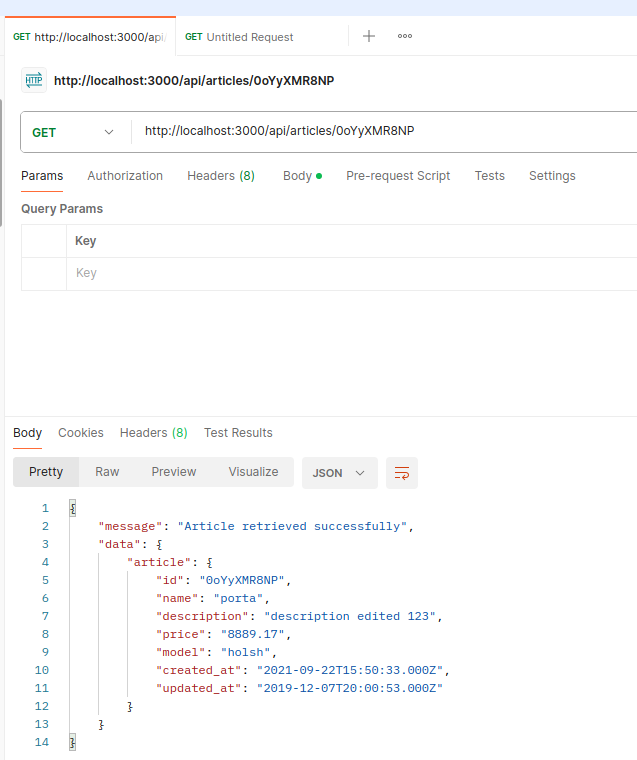 GET http://localhost:3000/api/ GET Untitled Request
HTTP http://localhost:3000/api/articles/0oYyXMR8NP
GET http://localhost:3000/api/articles/0oYyXMR8NP
Params Authorization Headers (8) Body Pre-request Script Tests Settings
Query Params
Key
Key
Body Cookies Headers (8) Test Results
Pretty Raw Preview Visualize JSON
1 {
2 "message": "Article retrieved successfully",
3 "data": {
4 "article": {
5 "id": "0oYyXMR8NP",
6 "name": "porta",
7 "description": "description edited 123",
8 "price": "8889.17",
9 "model": "holsh",
10 "created_at": "2021-09-22T15:50:33.000Z",
11 "updated_at": "2019-12-07T20:00:53.000Z"
12 }
13 }
14 }